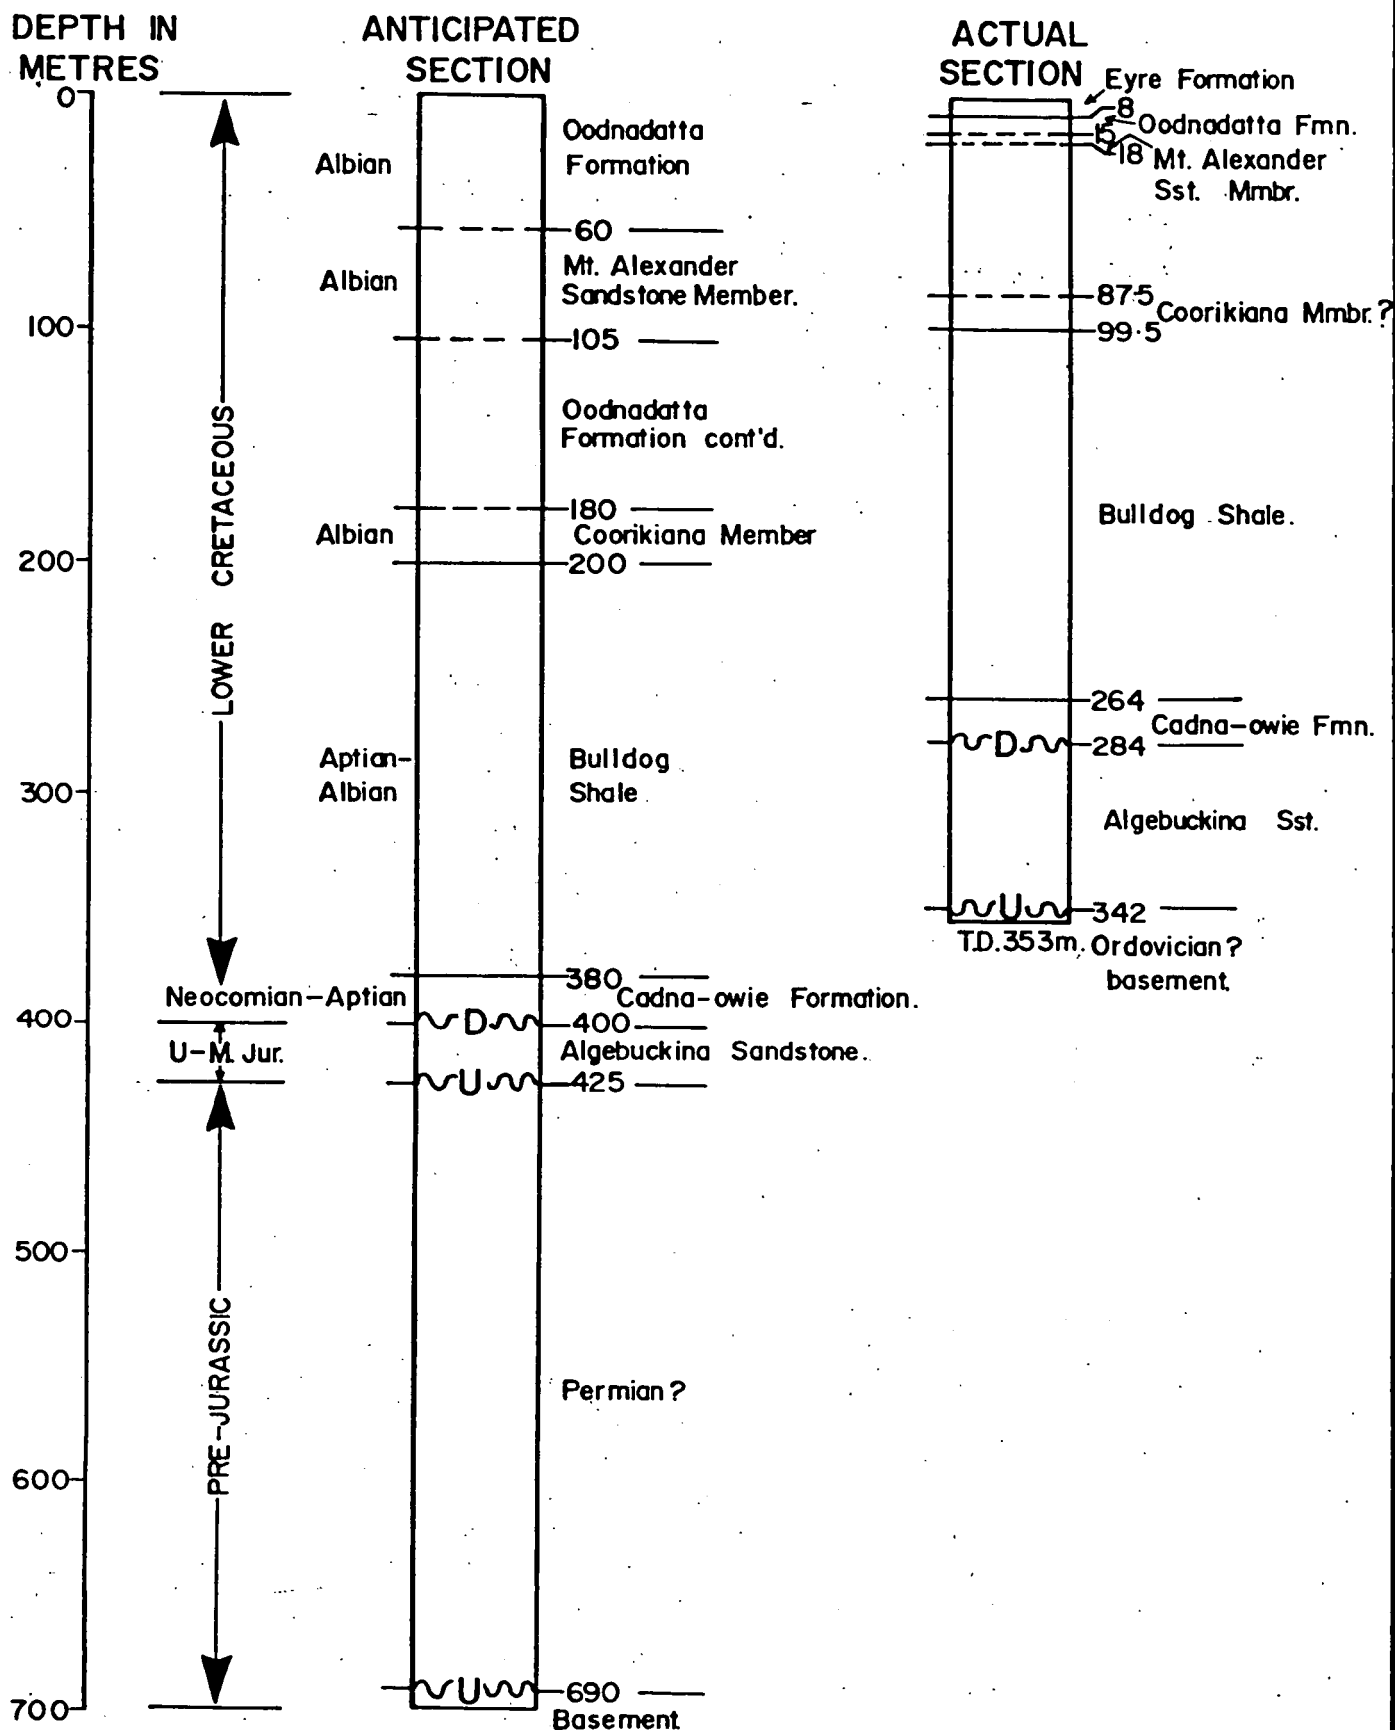 DEPTH IN
METRES
0
100
200
300
400
500
600
700
LOWER CRETACEOUS
Neocomian-Aptian
U-M. Jur.
PRE-JURASSIC
ANTICIPATED
SECTION
Albian
Oodnadatta
Formation
60
Albian
Mt. Alexander
Sandstone Member.
105
Oodnadatta
Formation cont'd.
180
Albian
Coorikiana Member
200
Aptian-
Albian
Bulldog
Shale
380
Cadna-owie Formation.
D
400
Algebuckina Sandstone.
U
425
Permian?
U
690
Basement
ACTUAL
SECTION
Eyre Formation
8
Oodnadatta Fmn.
15
18
Mt. Alexander
Sst. Mmbr.
87·5
Coorikiana Mmbr.?
99·5
Bulldog Shale.
264
Cadna-owie Fmn.
D
284
Algebuckina Sst.
U
342
T.D. 353m.
Ordovician?
basement.